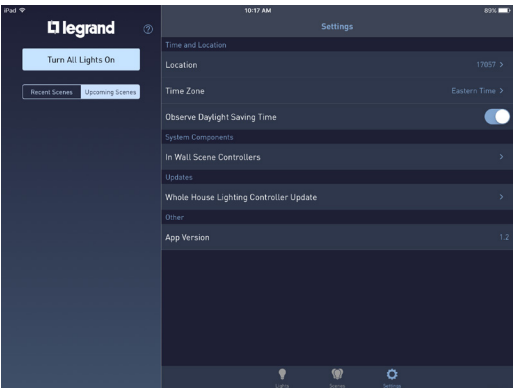 iPad 10:17 AM 89%
legrand ?
Settings
Turn All Lights On
Recent Scenes Upcoming Scenes
Time and Location
Location 17057 >
Time Zone Eastern Time >
Observe Daylight Saving Time
System Components
In Wall Scene Controllers >
Updates
Whole House Lighting Controller Update >
Other
App Version 1.2
Lights Scenes Settings